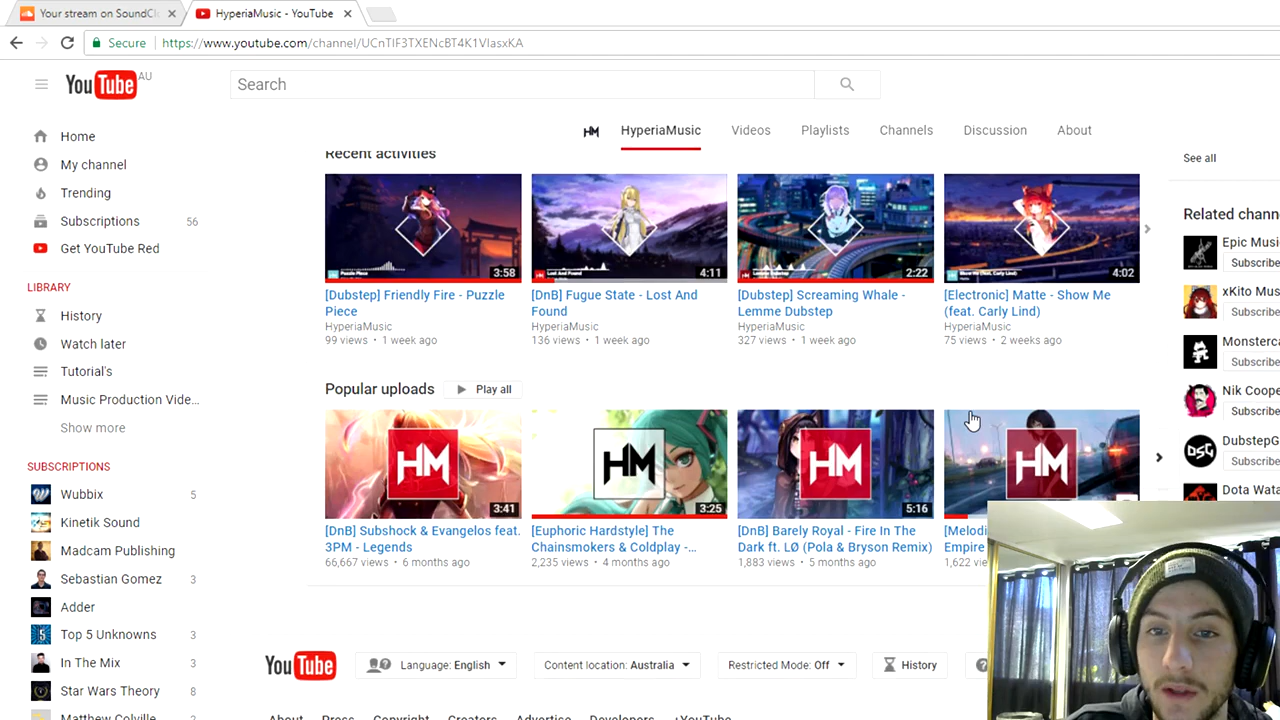 Your stream on SoundCl
HyperiaMusic - YouTube
Secure
YouTube AU
Search
Home
My channel
Trending
Subscriptions 56
Get YouTube Red
LIBRARY
History
Watch later
Tutorial's
Music Production Vide...
Show more
SUBSCRIPTIONS
Wubbix 5
Kinetik Sound
Madcam Publishing
Sebastian Gomez 3
Adder
Top 5 Unknowns 3
In The Mix 3
Star Wars Theory 8
Matthew Colville 2
HM HyperiaMusic Videos Playlists Channels Discussion About
Recent activities
3:58
4:11
2:22
4:02
[Dubstep] Friendly Fire - Puzzle
Piece
HyperiaMusic
99 views • 1 week ago
[DnB] Fugue State - Lost And
Found
HyperiaMusic
136 views • 1 week ago
[Dubstep] Screaming Whale -
Lemme Dubstep
HyperiaMusic
327 views • 1 week ago
[Electronic] Matte - Show Me
(feat. Carly Lind)
HyperiaMusic
75 views • 2 weeks ago
Popular uploads Play all
HM 3:41
HM 3:25
HM 5:16
HM
[DnB] Subshock & Evangelos feat.
3PM - Legends
66,667 views • 6 months ago
[Euphoric Hardstyle] The
Chainsmokers & Coldplay -...
2,235 views • 4 months ago
[DnB] Barely Royal - Fire In The
Dark ft. LØ (Pola & Bryson Remix)
1,883 views • 5 months ago
[Melodi
Empire
1,622 vie
See all
Related chann
Epic Musi
Subscribe
xKito Mus
Subscribe
Monsterca
Subscribe
Nik Coope
Subscribe
DSG
DubstepG
Subscribe
Dota Wata
YouTube Language: English Content location: Australia Restricted Mode: Off History
About Press Copyright Creators Advertise Developers +YouTube